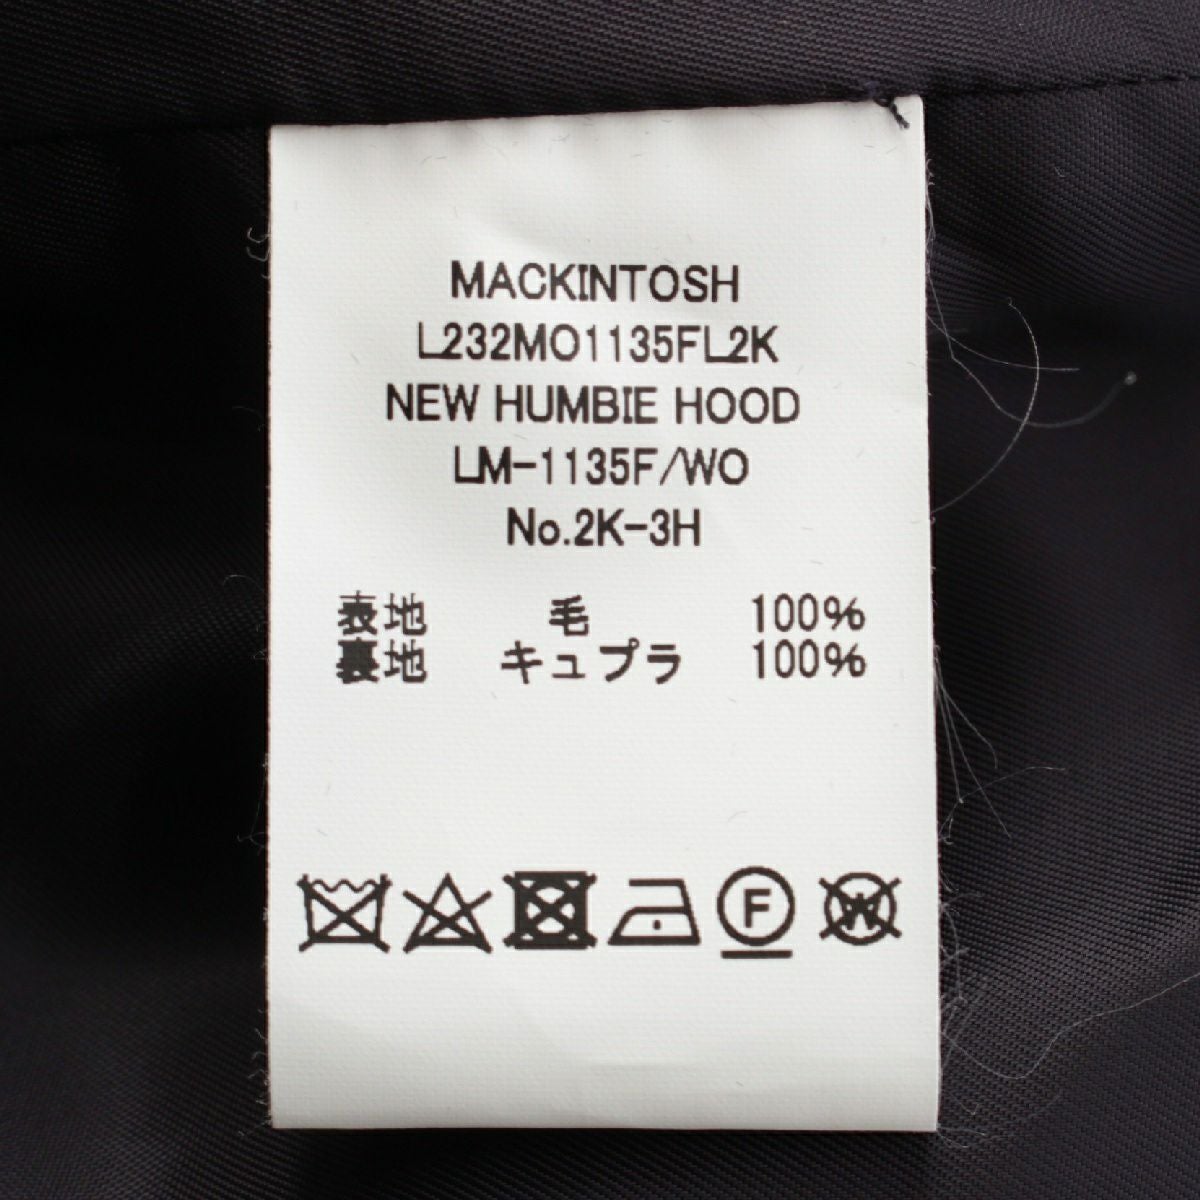 MACKINTOSH
L232MO1135FL2K
NEW HUMBIE HOOD
LM-1135F/WO
No.2K-3H
表地 毛 100%
裏地 キュプラ 100%
F W